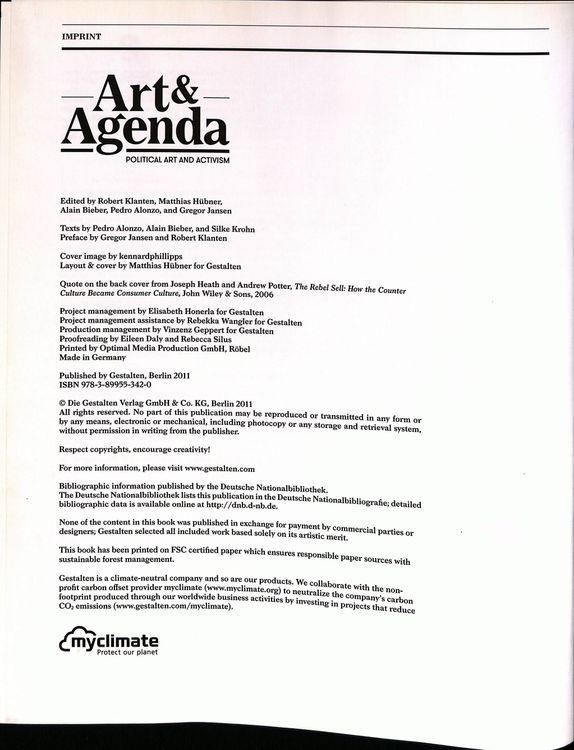 IMPRINT
Art&
Agenda
POLITICAL ART AND ACTIVISM
Edited by Robert Klanten, Matthias Hübner,
Alain Bieber, Pedro Alonzo, and Gregor Jansen
Texts by Pedro Alonzo, Alain Bieber, and Silke Krohn
Preface by Gregor Jansen and Robert Klanten
Cover image by kennardphillipps
Layout & cover by Matthias Hübner for Gestalten
Quote on the back cover from Joseph Heath and Andrew Potter, The Rebel Sell: How the Counter
Culture Became Consumer Culture, John Wiley & Sons, 2006
Project management by Elisabeth Honerla for Gestalten
Project management assistance by Rebekka Wangler for Gestalten
Production management by Vinzenz Geppert for Gestalten
Proofreading by Eileen Daly and Rebecca Silus
Printed by Optimal Media Production GmbH, Röbel
Made in Germany
Published by Gestalten, Berlin 2011
ISBN 978-3-89955-342-0
© Die Gestalten Verlag GmbH & Co. KG, Berlin 2011
All rights reserved. No part of this publication may be reproduced or transmitted in any form or
by any means, electronic or mechanical, including photocopy or any storage and retrieval system,
without permission in writing from the publisher.
Respect copyrights, encourage creativity!
For more information, please visit www.gestalten.com
Bibliographic information published by the Deutsche Nationalbibliothek.
The Deutsche Nationalbibliothek lists this publication in the Deutsche Nationalbibliografie; detailed
bibliographic data is available online at http://dnb.d-nb.de.
None of the content in this book was published in exchange for payment by commercial parties or
designers; Gestalten selected all included work based solely on its artistic merit.
This book has been printed on FSC certified paper which ensures responsible paper sources with
sustainable forest management.
Gestalten is a climate-neutral company and so are our products. We collaborate with the non-
profit carbon offset provider myclimate (www.myclimate.org) to neutralize the company's carbon
footprint produced through our worldwide business activities by investing in projects that reduce
CO₂ emissions (www.gestalten.com/myclimate).
myclimate
Protect our planet